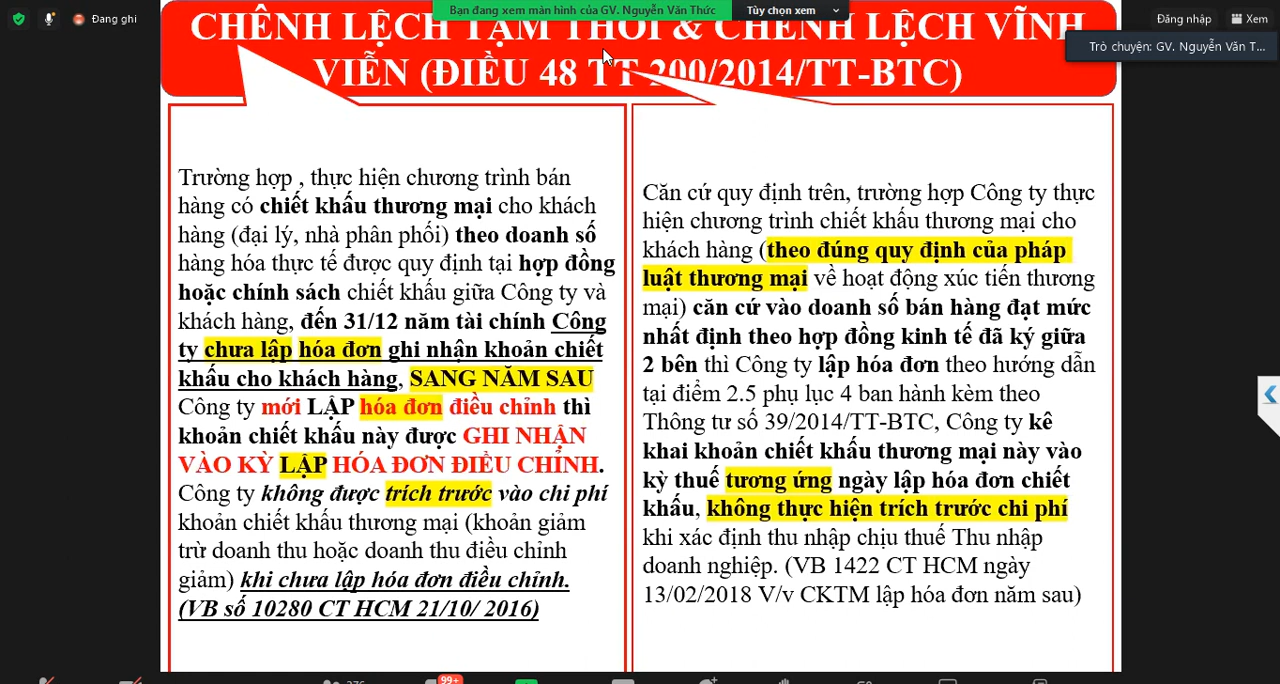 Bạn đang xem màn hình của GV. Nguyễn Văn Thức
Tùy chọn xem
Đang ghi
Đăng nhập
Xem
Trò chuyện: GV. Nguyễn Văn T...
CHÊNH LỆCH TẠM THỜI & CHÊNH LỆCH VĨNH
VIỄN (ĐIỀU 48 TT 200/2014/TT-BTC)
Trường hợp , thực hiện chương trình bán
hàng có chiết khấu thương mại cho khách
hàng (đại lý, nhà phân phối) theo doanh số
hàng hóa thực tế được quy định tại hợp đồng
hoặc chính sách chiết khấu giữa Công ty và
khách hàng, đến 31/12 năm tài chính Công
ty chưa lập hóa đơn ghi nhận khoản chiết
khấu cho khách hàng, SANG NĂM SAU
Công ty mới LẬP hóa đơn điều chỉnh thì
khoản chiết khấu này được GHI NHẬN
VÀO KỲ LẬP HÓA ĐƠN ĐIỀU CHỈNH.
Công ty không được trích trước vào chi phí
khoản chiết khấu thương mại (khoản giảm
trừ doanh thu hoặc doanh thu điều chỉnh
giảm) khi chưa lập hóa đơn điều chỉnh.
(VB số 10280 CT HCM 21/10/ 2016)
Căn cứ quy định trên, trường hợp Công ty thực
hiện chương trình chiết khấu thương mại cho
khách hàng (theo đúng quy định của pháp
luật thương mại về hoạt động xúc tiến thương
mại) căn cứ vào doanh số bán hàng đạt mức
nhất định theo hợp đồng kinh tế đã ký giữa
2 bên thì Công ty lập hóa đơn theo hướng dẫn
tại điểm 2.5 phụ lục 4 ban hành kèm theo
Thông tư số 39/2014/TT-BTC, Công ty kê
khai khoản chiết khấu thương mại này vào
kỳ thuế tương ứng ngày lập hóa đơn chiết
khấu, không thực hiện trích trước chi phí
khi xác định thu nhập chịu thuế Thu nhập
doanh nghiệp. (VB 1422 CT HCM ngày
13/02/2018 V/v CKTM lập hóa đơn năm sau)
99+